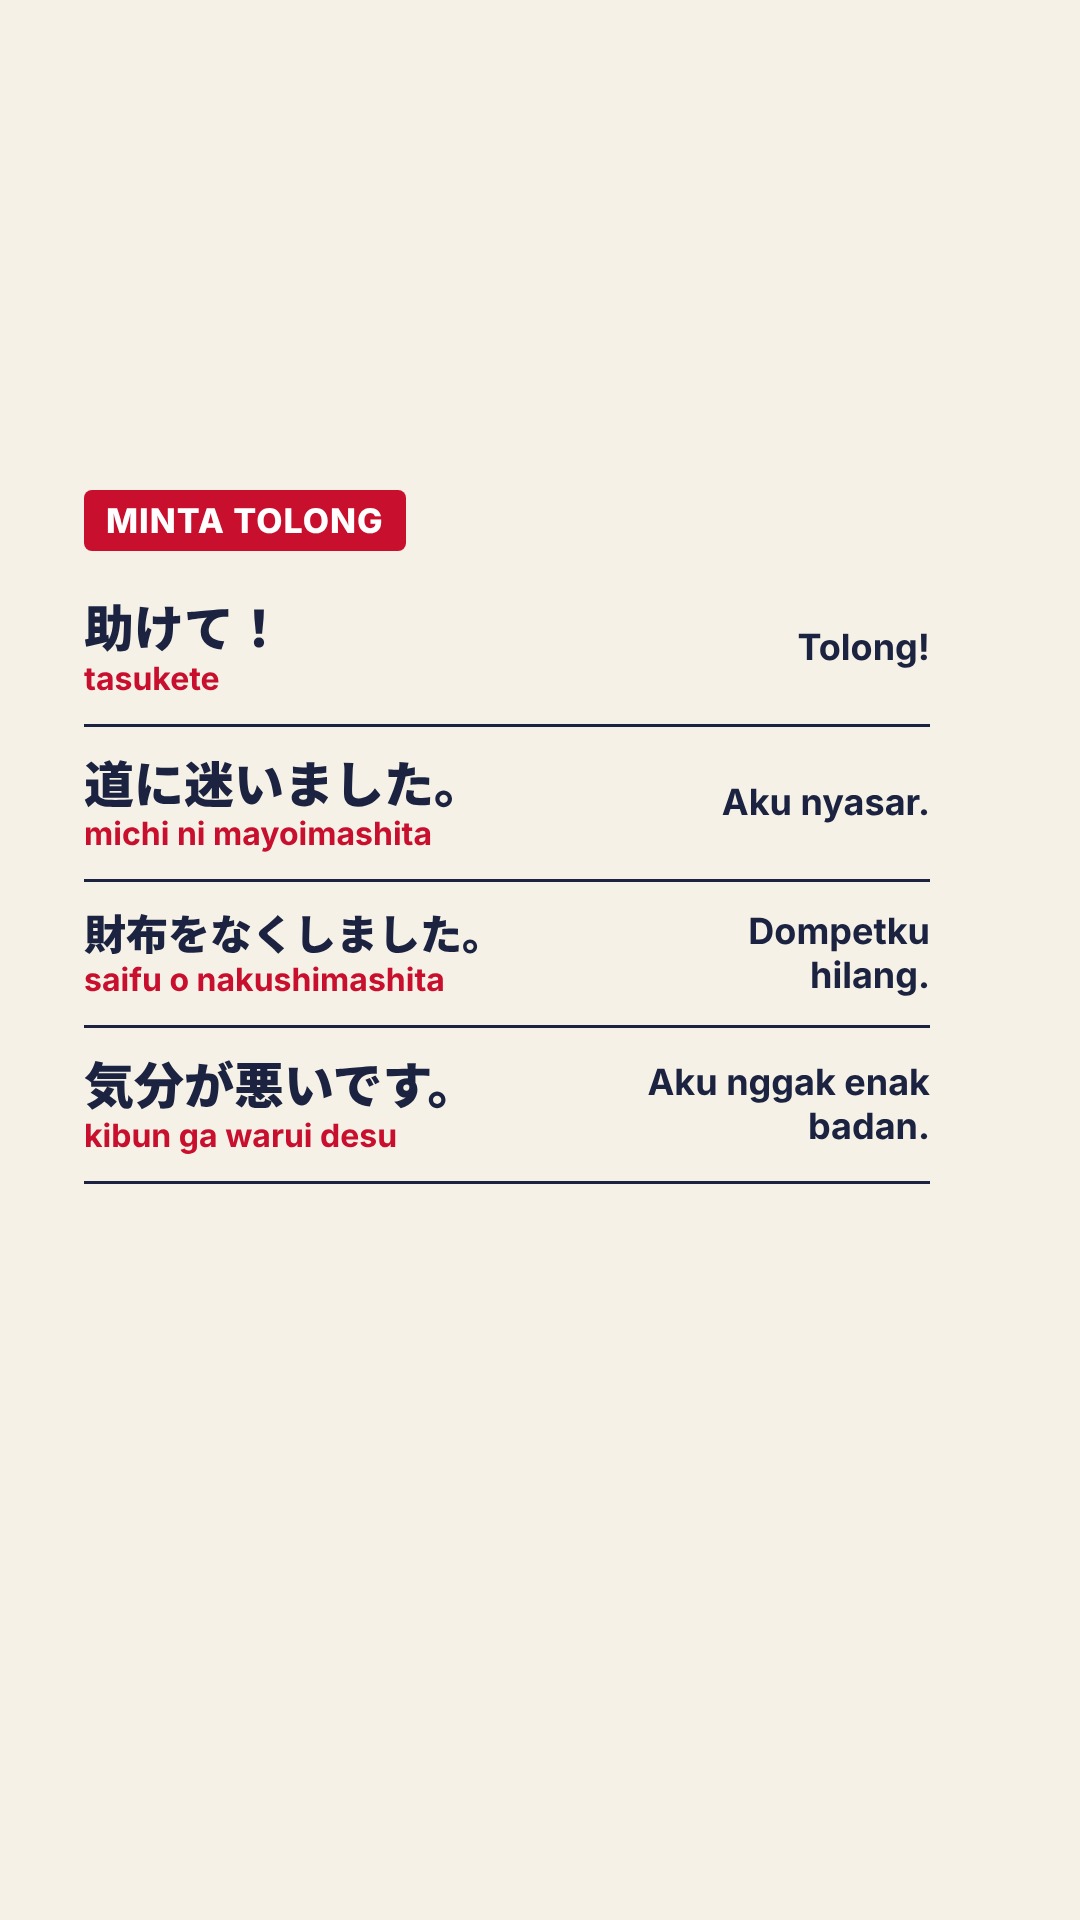 MINTA TOLONG
助けて！
tasukete
Tolong!
道に迷いました。
michi ni mayoimashita
Aku nyasar.
財布をなくしました。
saifu o nakushimashita
Dompetku
hilang.
気分が悪いです。
kibun ga warui desu
Aku nggak enak
badan.